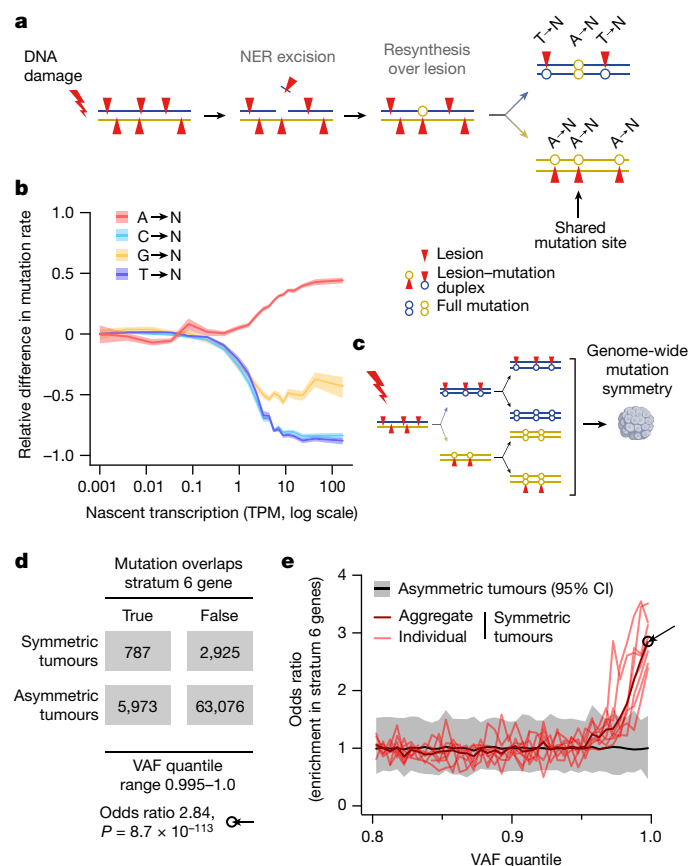 a
DNA
damage
NER excision
Resynthesis
over lesion
T→N
A→N
T→N
A→N
A→N
A→N
Shared
mutation site
Lesion
Lesion–mutation
duplex
Full mutation
b
Relative difference in mutation rate
1.0
0.5
0
−0.5
−1.0
A→N
C→N
G→N
T→N
0.001
0.01
0.1
1
10
100
Nascent transcription (TPM, log scale)
c
Genome-wide
mutation
symmetry
d
Mutation overlaps
stratum 6 gene
True
False
Symmetric
tumours
787
2,925
Asymmetric
tumours
5,973
63,076
VAF quantile
range 0.995–1.0
Odds ratio 2.84,
P = 8.7 × 10⁻¹¹³
e
Odds ratio
(enrichment in stratum 6 genes)
4
3
2
1
0
Asymmetric tumours (95% CI)
Aggregate
Individual
Symmetric
tumours
0.8
0.9
1.0
VAF quantile